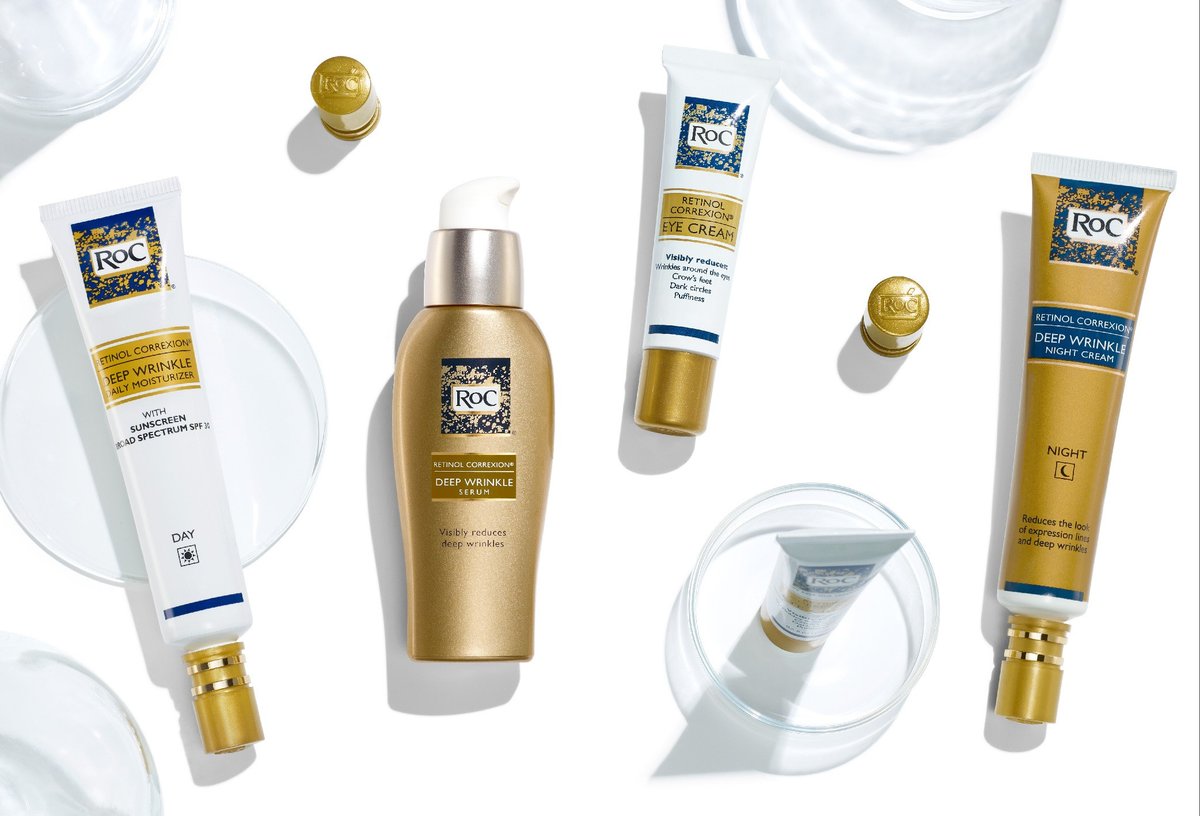 RoC
RoC
®
RETINOL CORREXION®
DEEP WRINKLE
DAILY MOISTURIZER
WITH
SUNSCREEN
BROAD SPECTRUM SPF 30
DAY
RoC
®
RETINOL CORREXION®
DEEP WRINKLE
SERUM
Visibly reduces
deep wrinkles
RoC
®
RETINOL
CORREXION®
EYE CREAM
Visibly reduces:
Wrinkles around the eyes
Crow's feet
Dark circles
Puffiness
RoC
RoC
RoC
®
RETINOL CORREXION®
DEEP WRINKLE
NIGHT CREAM
NIGHT
Reduces the look
of expression lines
and deep wrinkles